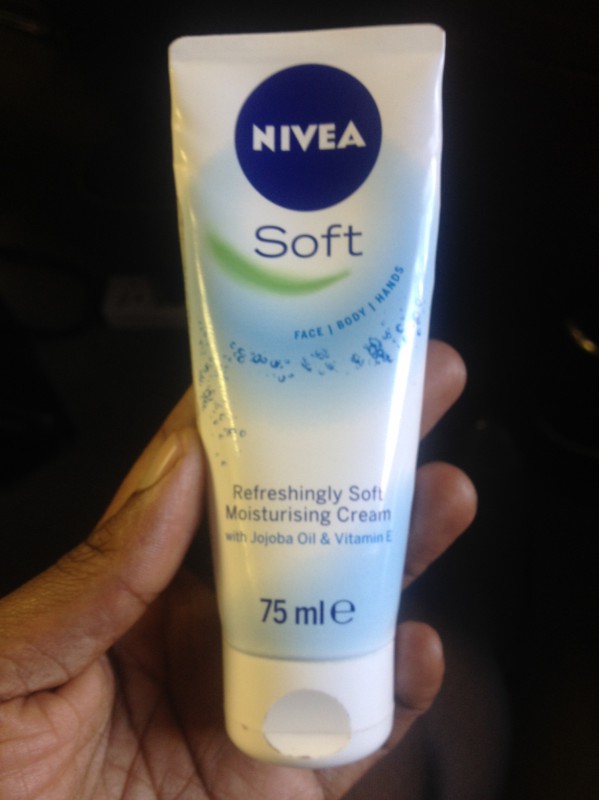 NIVEA
Soft
FACE | BODY | HANDS
Refreshingly Soft
Moisturising Cream
with Jojoba Oil & Vitamin E
75 ml e